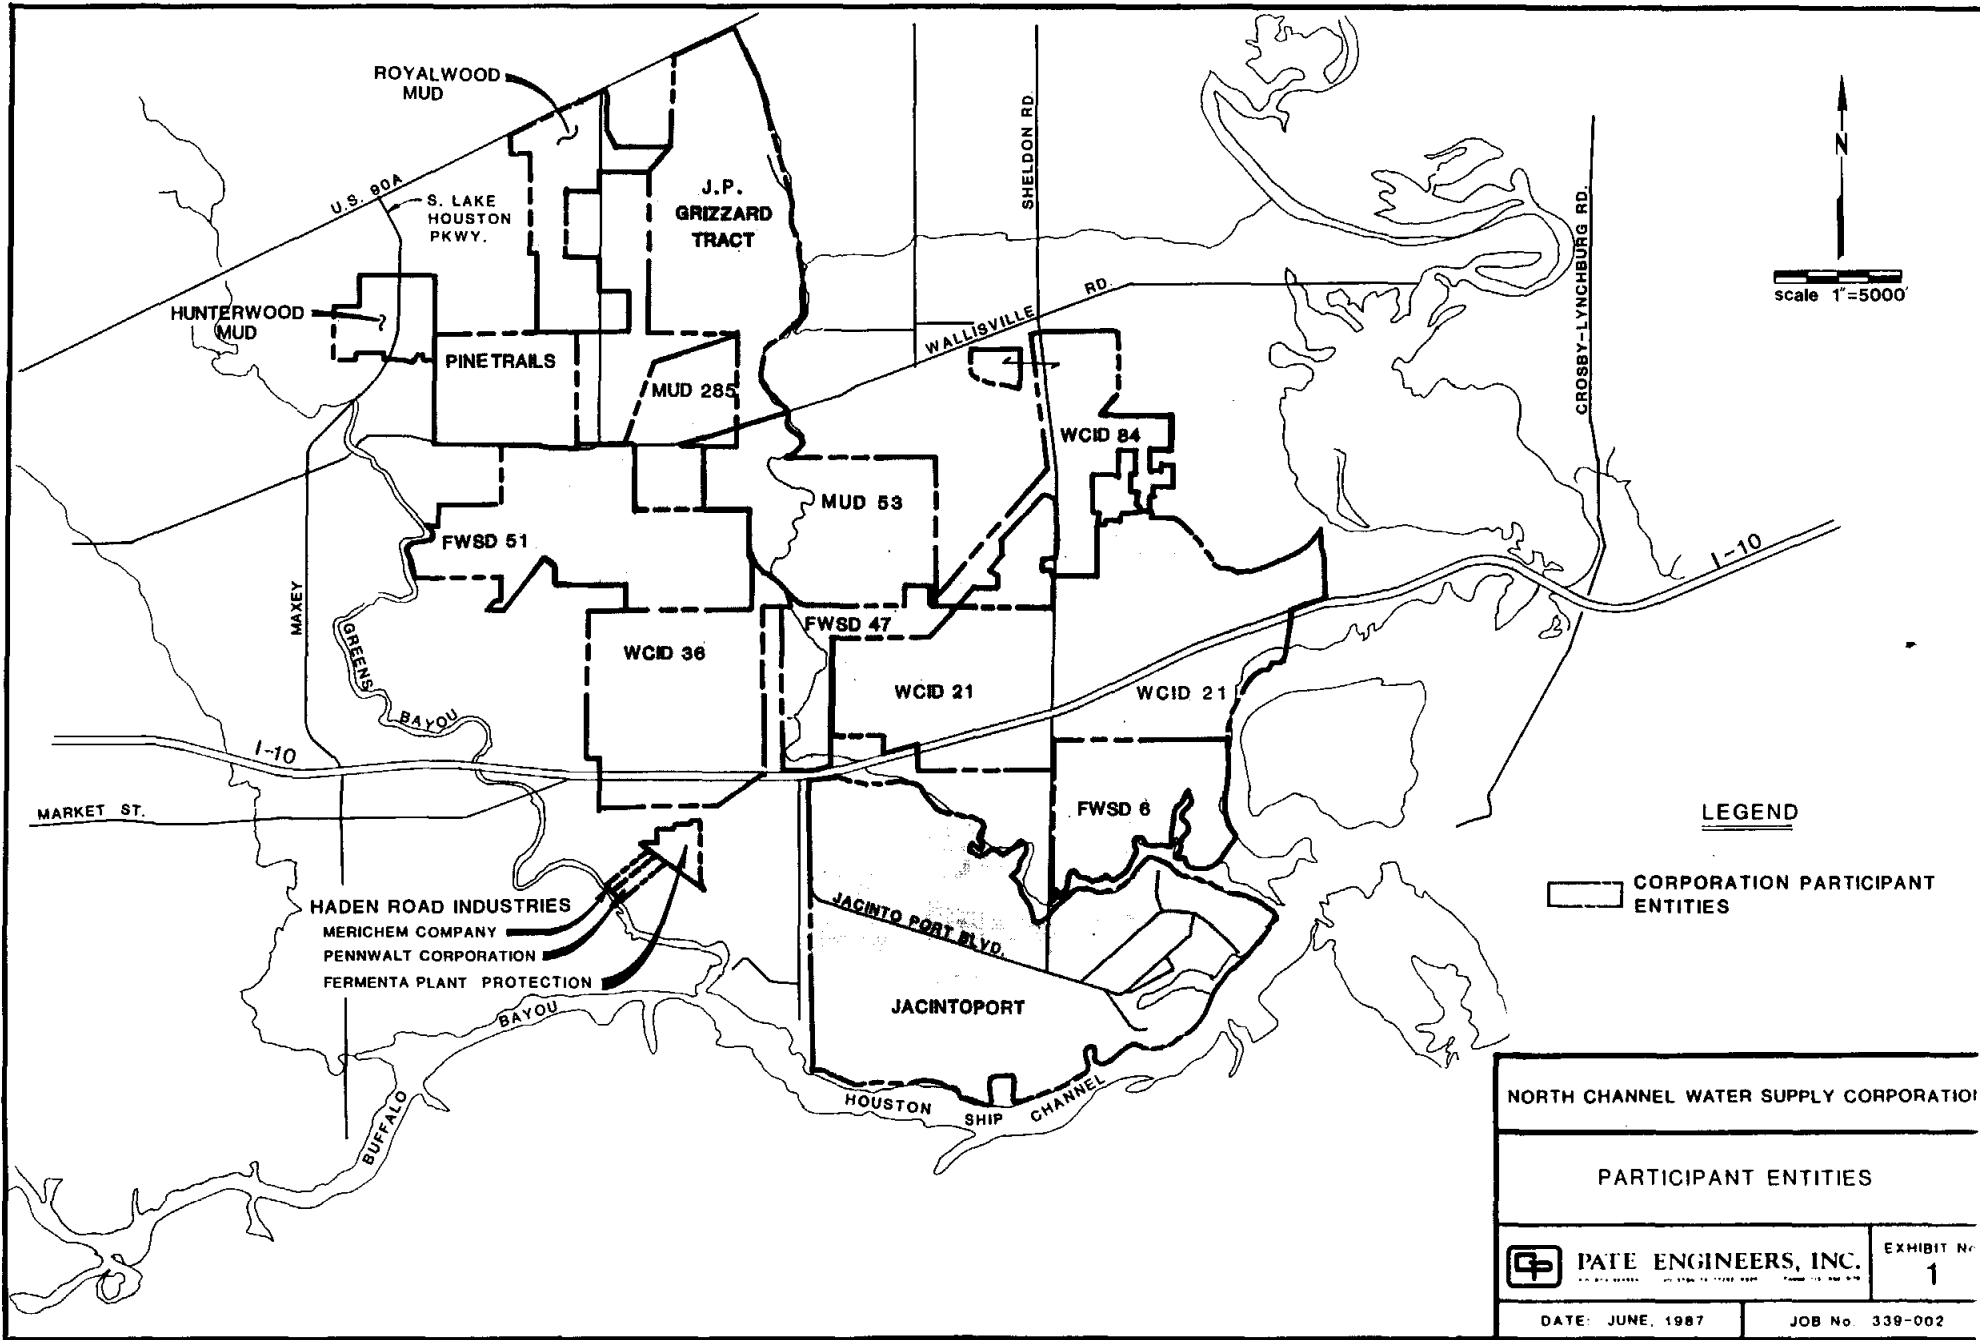 ROYALWOOD
MUD
U.S. 90A
S. LAKE
HOUSTON
PKWY.
J.P.
GRIZZARD
TRACT
SHELDON RD.
CROSBY-LYNCHBURG RD.
N
scale 1"=5000'
HUNTERWOOD
MUD
PINETRAILS
MUD 285
WALLISVILLE RD.
WCID 84
MUD 53
FWSD 51
I-10
MAXEY
GREENS BAYOU
WCID 36
FWSD 47
WCID 21
WCID 21
I-10
MARKET ST.
FWSD 6
LEGEND
CORPORATION PARTICIPANT
ENTITIES
HADEN ROAD INDUSTRIES
MERICHEM COMPANY
PENNWALT CORPORATION
FERMENTA PLANT PROTECTION
JACINTO PORT BLVD.
JACINTOPORT
BUFFALO BAYOU
HOUSTON SHIP CHANNEL
NORTH CHANNEL WATER SUPPLY CORPORATION
PARTICIPANT ENTITIES
PATE ENGINEERS, INC.
EXHIBIT No
1
DATE: JUNE, 1987
JOB No. 339-002